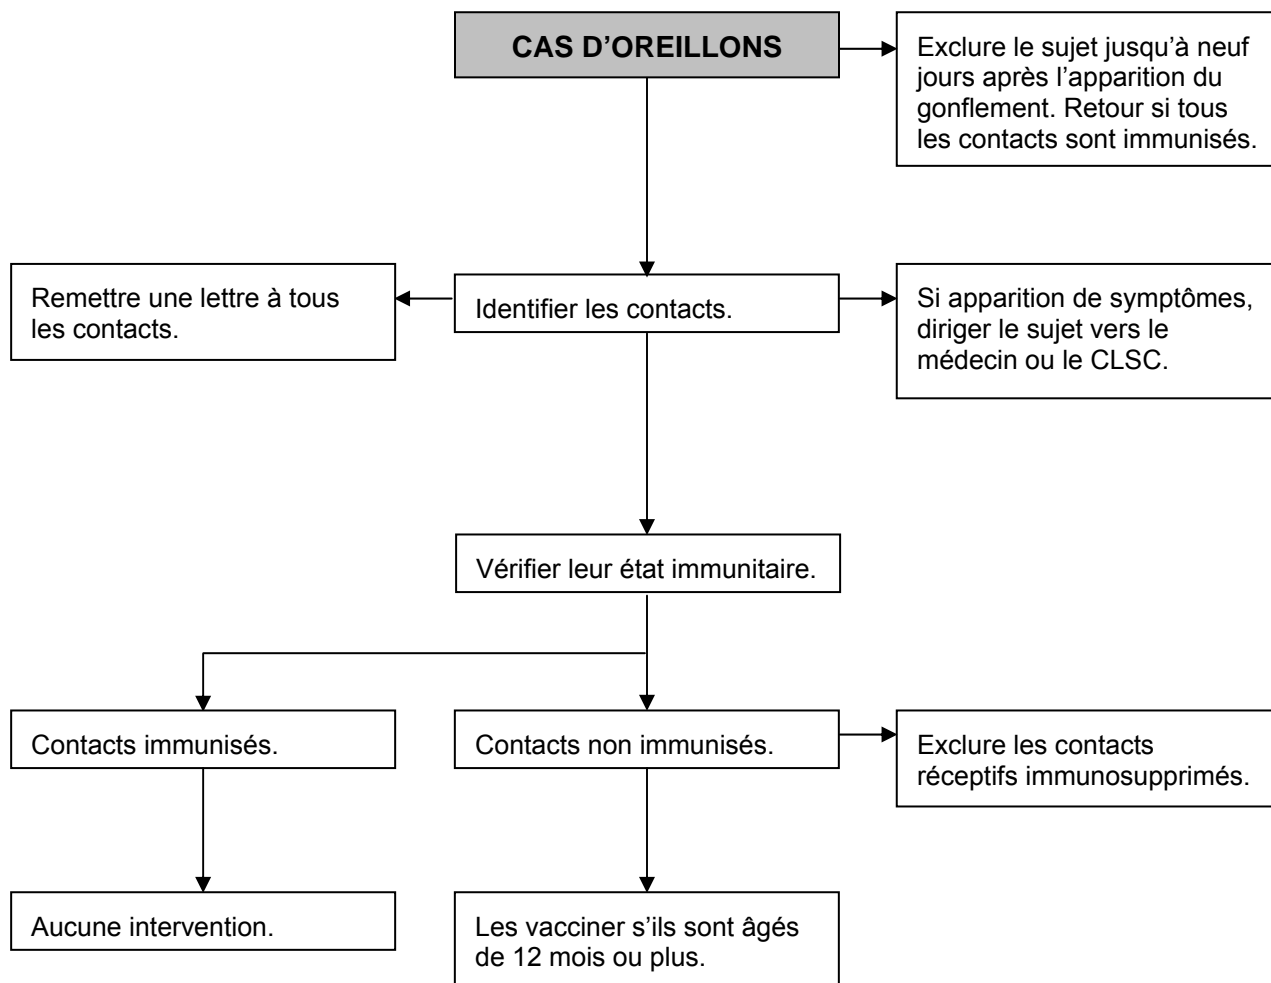 CAS D’OREILLONS
Exclure le sujet jusqu’à neuf
jours après l’apparition du
gonflement. Retour si tous
les contacts sont immunisés.
Remettre une lettre à tous
les contacts.
Identifier les contacts.
Si apparition de symptômes,
diriger le sujet vers le
médecin ou le CLSC.
Vérifier leur état immunitaire.
Contacts immunisés.
Contacts non immunisés.
Exclure les contacts
réceptifs immunosupprimés.
Aucune intervention.
Les vacciner s’ils sont âgés
de 12 mois ou plus.